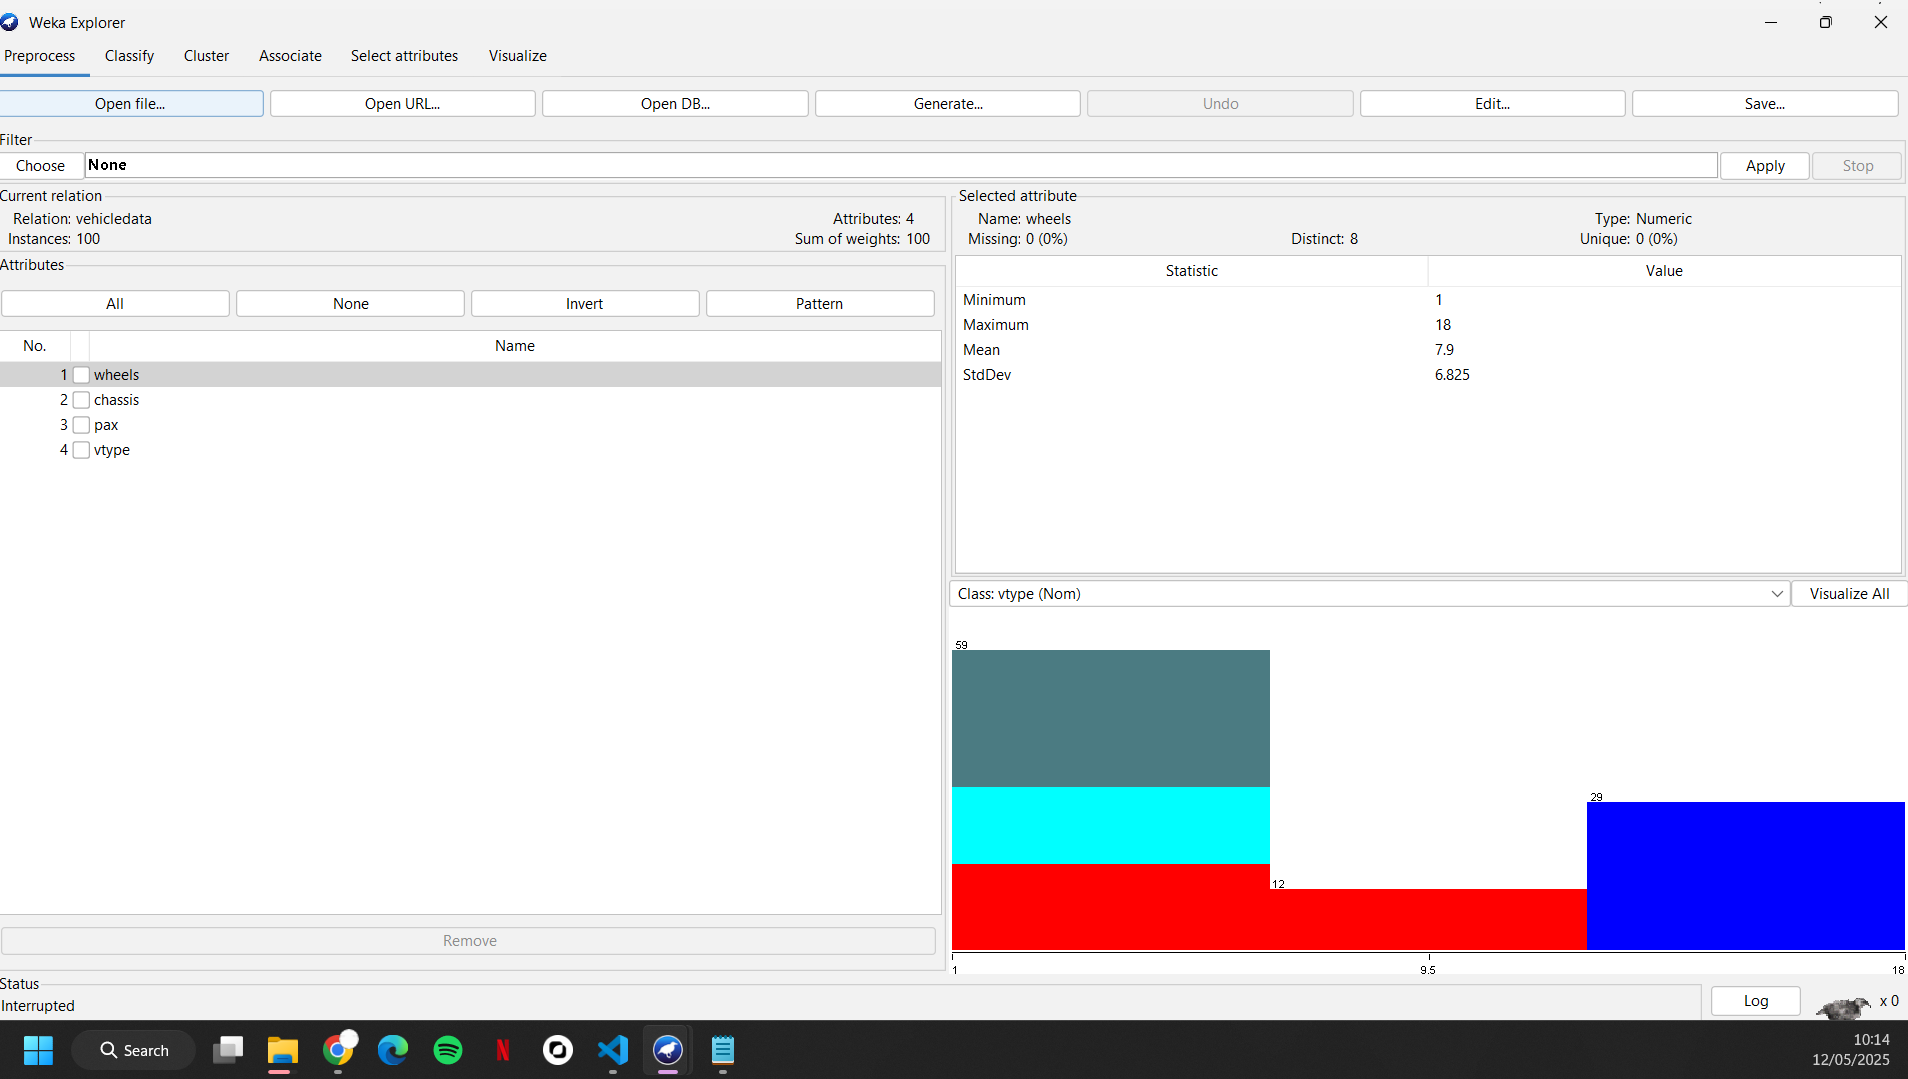 Weka Explorer
Preprocess Classify Cluster Associate Select attributes Visualize
Open file... Open URL... Open DB... Generate... Undo Edit... Save...
Filter
Choose None Apply Stop
Current relation
Relation: vehicledata Attributes: 4
Instances: 100 Sum of weights: 100
Attributes
All None Invert Pattern
No. Name
1 wheels
2 chassis
3 pax
4 vtype
Remove
Selected attribute
Name: wheels Type: Numeric
Missing: 0 (0%) Distinct: 8 Unique: 0 (0%)
Statistic Value
Minimum 1
Maximum 18
Mean 7.9
StdDev 6.825
Class: vtype (Nom) Visualize All
59
29
12
1 9.5 18
Status
Interrupted
Log x 0
Search
N
10:14
12/05/2025